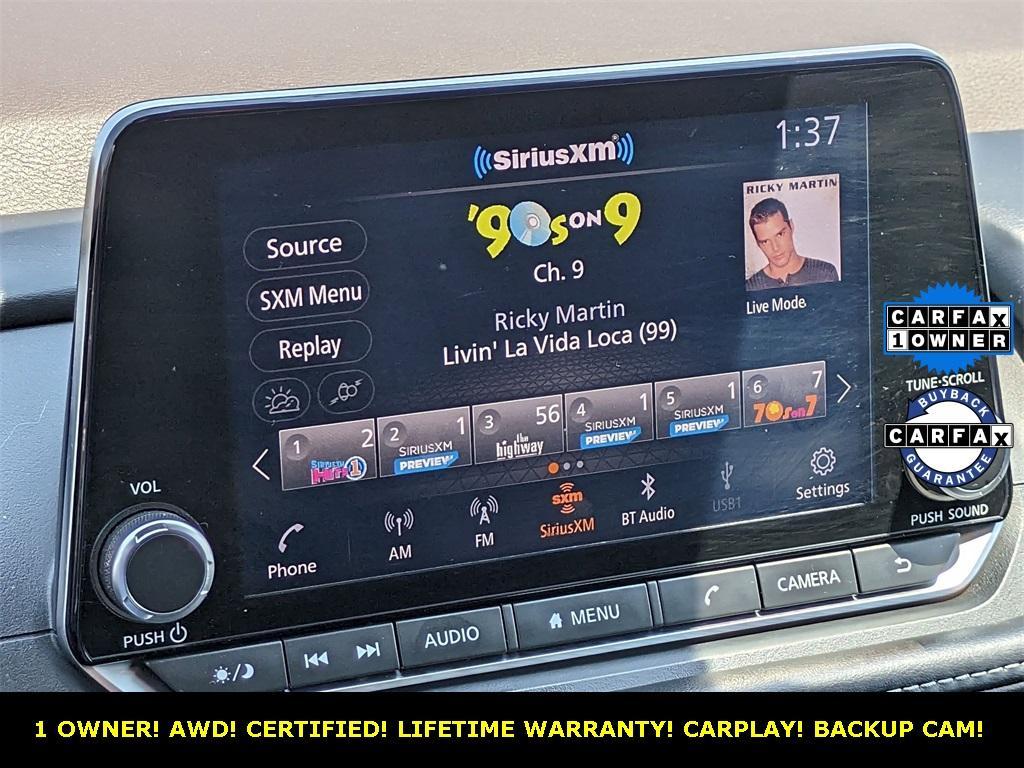 SiriusXM
1:37
'90s ON 9
RICKY MARTIN
Source
Ch. 9
SXM Menu
Ricky Martin
Live Mode
Replay
Livin' La Vida Loca (99)
CARFAX
1 OWNER
TUNE·SCROLL
BUYBACK
CARFAX
GUARANTEE
1 2
SIRIUSXM HITS 1
2 1
SIRIUSXM
PREVIEW
3 56
the highway
4 1
SIRIUSXM
PREVIEW
5 1
SIRIUSXM
PREVIEW
6 7
70s on 7
VOL
Phone
AM
FM
sxm
SiriusXM
BT Audio
USB1
Settings
PUSH SOUND
PUSH
AUDIO
MENU
CAMERA
1 OWNER! AWD! CERTIFIED! LIFETIME WARRANTY! CARPLAY! BACKUP CAM!